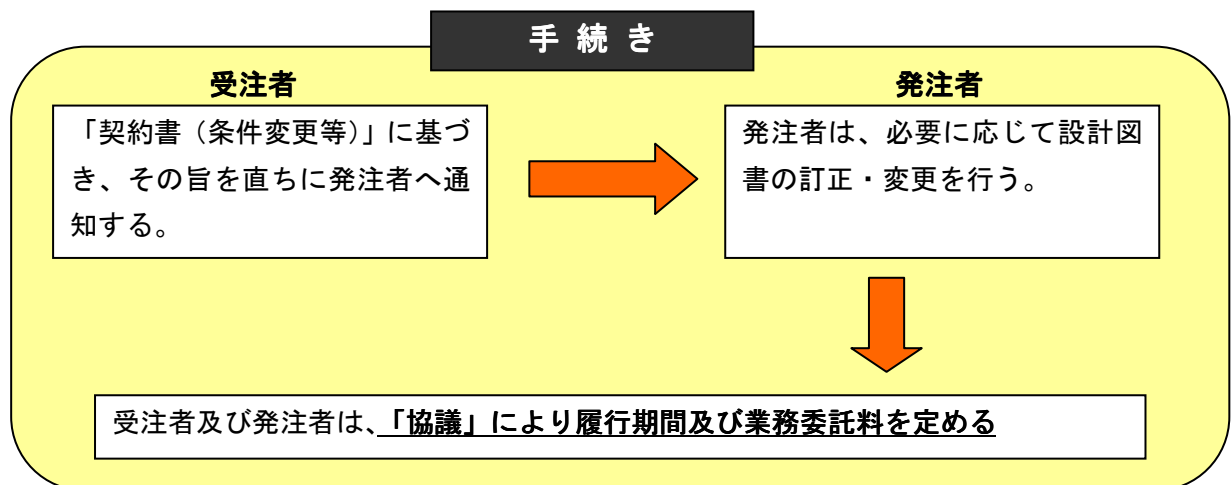 手続き
受注者
「契約書（条件変更等）」に基づ
き、その旨を直ちに発注者へ通
知する。
発注者
発注者は、必要に応じて設計図
書の訂正・変更を行う。
受注者及び発注者は、「協議」により履行期間及び業務委託料を定める